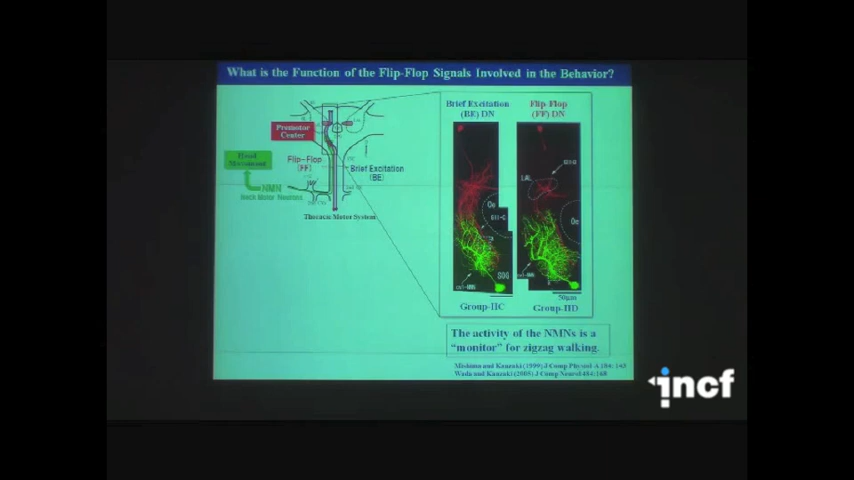 What is the Function of the Flip-Flop Signals Involved in the Behavior?
Premotor
Center
Head
Movement
NMN
Neck Motor Neurons
Flip-Flop
(FF)
Brief Excitation
(BE)
Thoracic Motor System
Brief Excitation
(BE) DN
Flip-Flop
(FF) DN
LAL
Oe
Oe
SOG
50μm
Group-IIC
Group-IID
The activity of the NMNs is a
"monitor" for zigzag walking.
Mishima and Kanzaki (1999) J Comp Physiol A 184: 143
Wada and Kanzaki (2005) J Comp Neurol 484: 168
incf